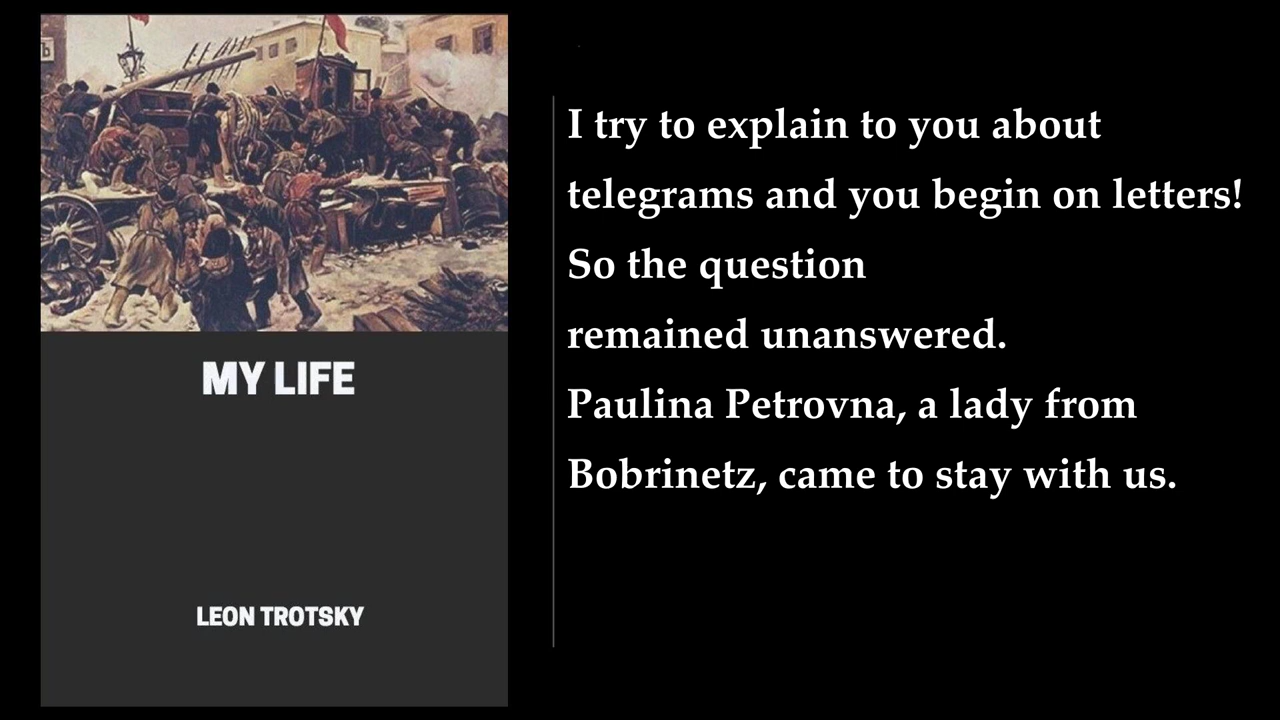 MY LIFE
LEON TROTSKY
I try to explain to you about
telegrams and you begin on letters!
So the question
remained unanswered.
Paulina Petrovna, a lady from
Bobrinetz, came to stay with us.